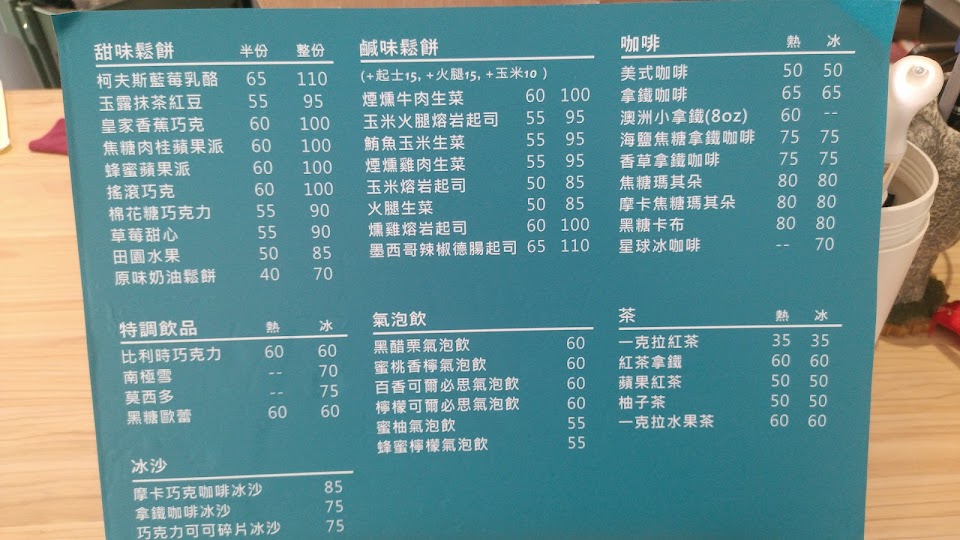 甜味鬆餅 半份 整份
柯夫斯藍莓乳酪 65 110
玉露抹茶紅豆 55 95
皇家香蕉巧克 60 100
焦糖肉桂蘋果派 60 100
蜂蜜蘋果派 60 100
搖滾巧克 60 100
棉花糖巧克力 55 90
草莓甜心 55 90
田園水果 50 85
原味奶油鬆餅 40 70
鹹味鬆餅
(+起士15, +火腿15, +玉米10 )
煙燻牛肉生菜 60 100
玉米火腿熔岩起司 55 95
鮪魚玉米生菜 55 95
煙燻雞肉生菜 55 95
玉米熔岩起司 50 85
火腿生菜 50 85
燻雞熔岩起司 60 100
墨西哥辣椒德腸起司 65 110
咖啡 熱 冰
美式咖啡 50 50
拿鐵咖啡 65 65
澳洲小拿鐵(8oz) 60 --
海鹽焦糖拿鐵咖啡 75 75
香草拿鐵咖啡 75 75
焦糖瑪其朵 80 80
摩卡焦糖瑪其朵 80 80
黑糖卡布 80 80
星球冰咖啡 -- 70
特調飲品 熱 冰
比利時巧克力 60 60
南極雪 -- 70
莫西多 -- 75
黑糖歐蕾 60 60
氣泡飲
黑醋栗氣泡飲 60
蜜桃香檸氣泡飲 60
百香可爾必思氣泡飲 60
檸檬可爾必思氣泡飲 60
蜜柚氣泡飲 55
蜂蜜檸檬氣泡飲 55
茶 熱 冰
一克拉紅茶 35 35
紅茶拿鐵 60 60
蘋果紅茶 50 50
柚子茶 50 50
一克拉水果茶 60 60
冰沙
摩卡巧克咖啡冰沙 85
拿鐵咖啡冰沙 75
巧克力可可碎片冰沙 75